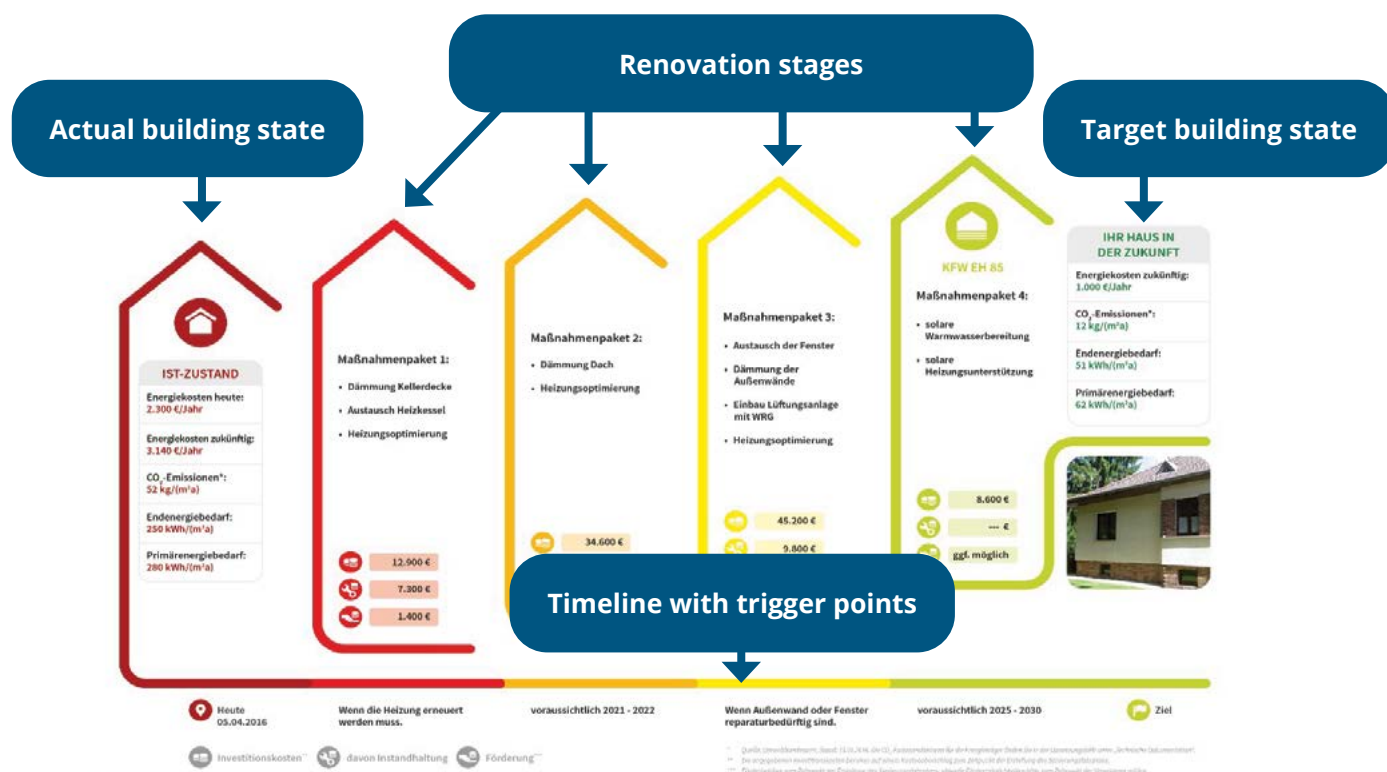 Renovation stages
Actual building state
Target building state
IST-ZUSTAND
Energiekosten heute:
2.300 €/Jahr
Energiekosten zukünftig:
3.140 €/Jahr
CO₂-Emissionen*:
52 kg/(m²a)
Endenergiebedarf:
250 kWh/(m²a)
Primärenergiebedarf:
280 kWh/(m²a)
Maßnahmenpaket 1:
• Dämmung Kellerdecke
• Austausch Heizkessel
• Heizungsoptimierung
12.900 €
7.300 €
1.400 €
Maßnahmenpaket 2:
• Dämmung Dach
• Heizungsoptimierung
34.600 €
Maßnahmenpaket 3:
• Austausch der Fenster
• Dämmung der
Außenwände
• Einbau Lüftungsanlage
mit WRG
• Heizungsoptimierung
45.200 €
9.800 €
KFW EH 85
Maßnahmenpaket 4:
• solare
Warmwasserbereitung
• solare
Heizungsunterstützung
8.600 €
--- €
ggf. möglich
IHR HAUS IN
DER ZUKUNFT
Energiekosten zukünftig:
1.000 €/Jahr
CO₂-Emissionen*:
12 kg/(m²a)
Endenergiebedarf:
51 kWh/(m²a)
Primärenergiebedarf:
62 kWh/(m²a)
Timeline with trigger points
Heute
05.04.2016
Wenn die Heizung erneuert
werden muss.
voraussichtlich 2021 - 2022
Wenn Außenwand oder Fenster
reparaturbedürftig sind.
voraussichtlich 2025 - 2030
Ziel
Investitionskosten**
davon Instandhaltung
Förderung***